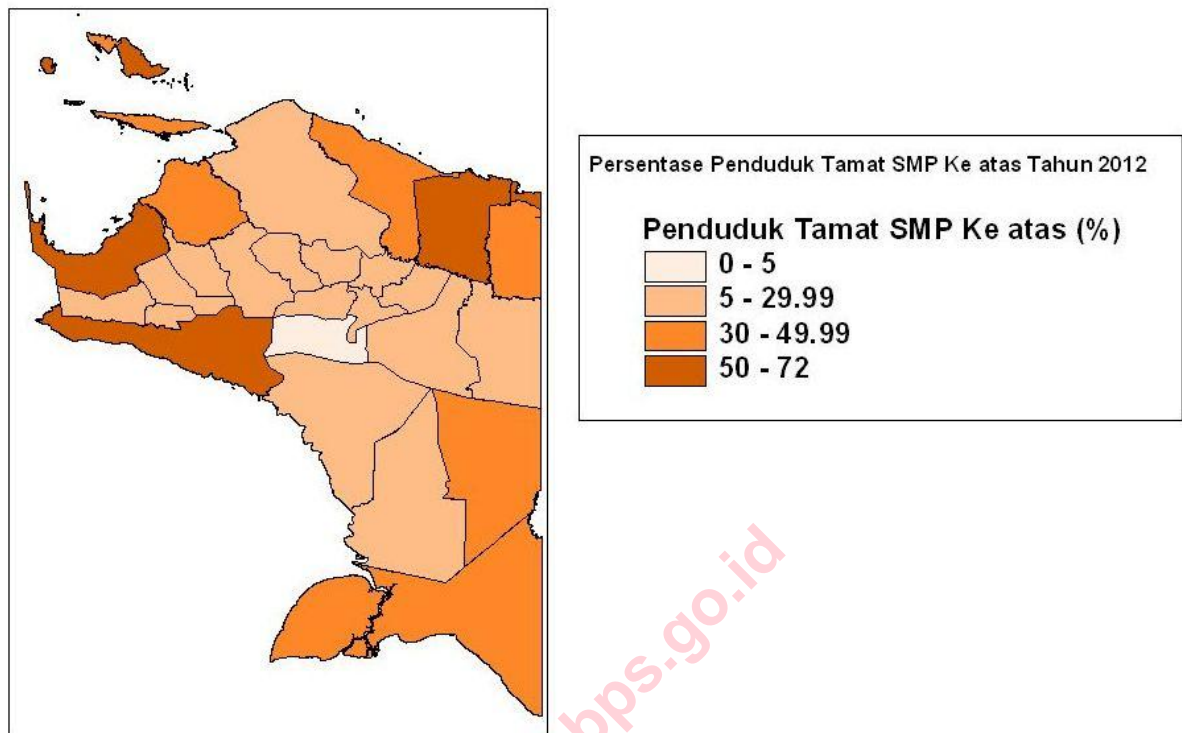 Persentase Penduduk Tamat SMP Ke atas Tahun 2012
Penduduk Tamat SMP Ke atas (%)
0 - 5
5 - 29.99
30 - 49.99
50 - 72
bps.go.id